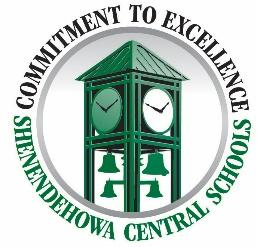 COMMITMENT TO EXCELLENCE
SHENENDEHOWA CENTRAL SCHOOLS